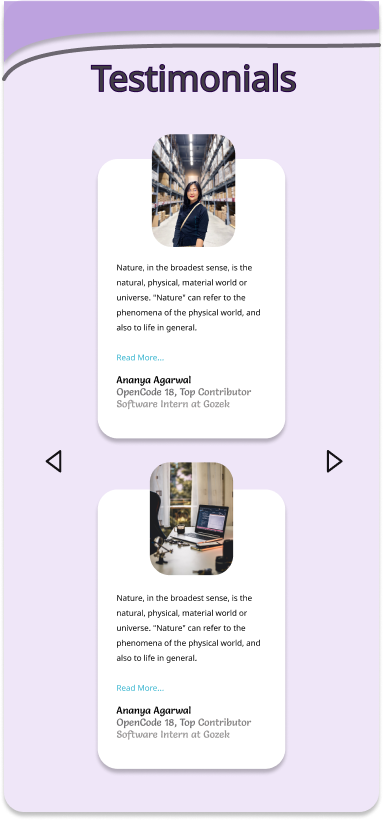 Testimonials
Nature, in the broadest sense, is the
natural, physical, material world or
universe. "Nature" can refer to the
phenomena of the physical world, and
also to life in general.
Read More...
Ananya Agarwal
OpenCode 18, Top Contributor
Software Intern at Gozek
Nature, in the broadest sense, is the
natural, physical, material world or
universe. "Nature" can refer to the
phenomena of the physical world, and
also to life in general.
Read More...
Ananya Agarwal
OpenCode 18, Top Contributor
Software Intern at Gozek